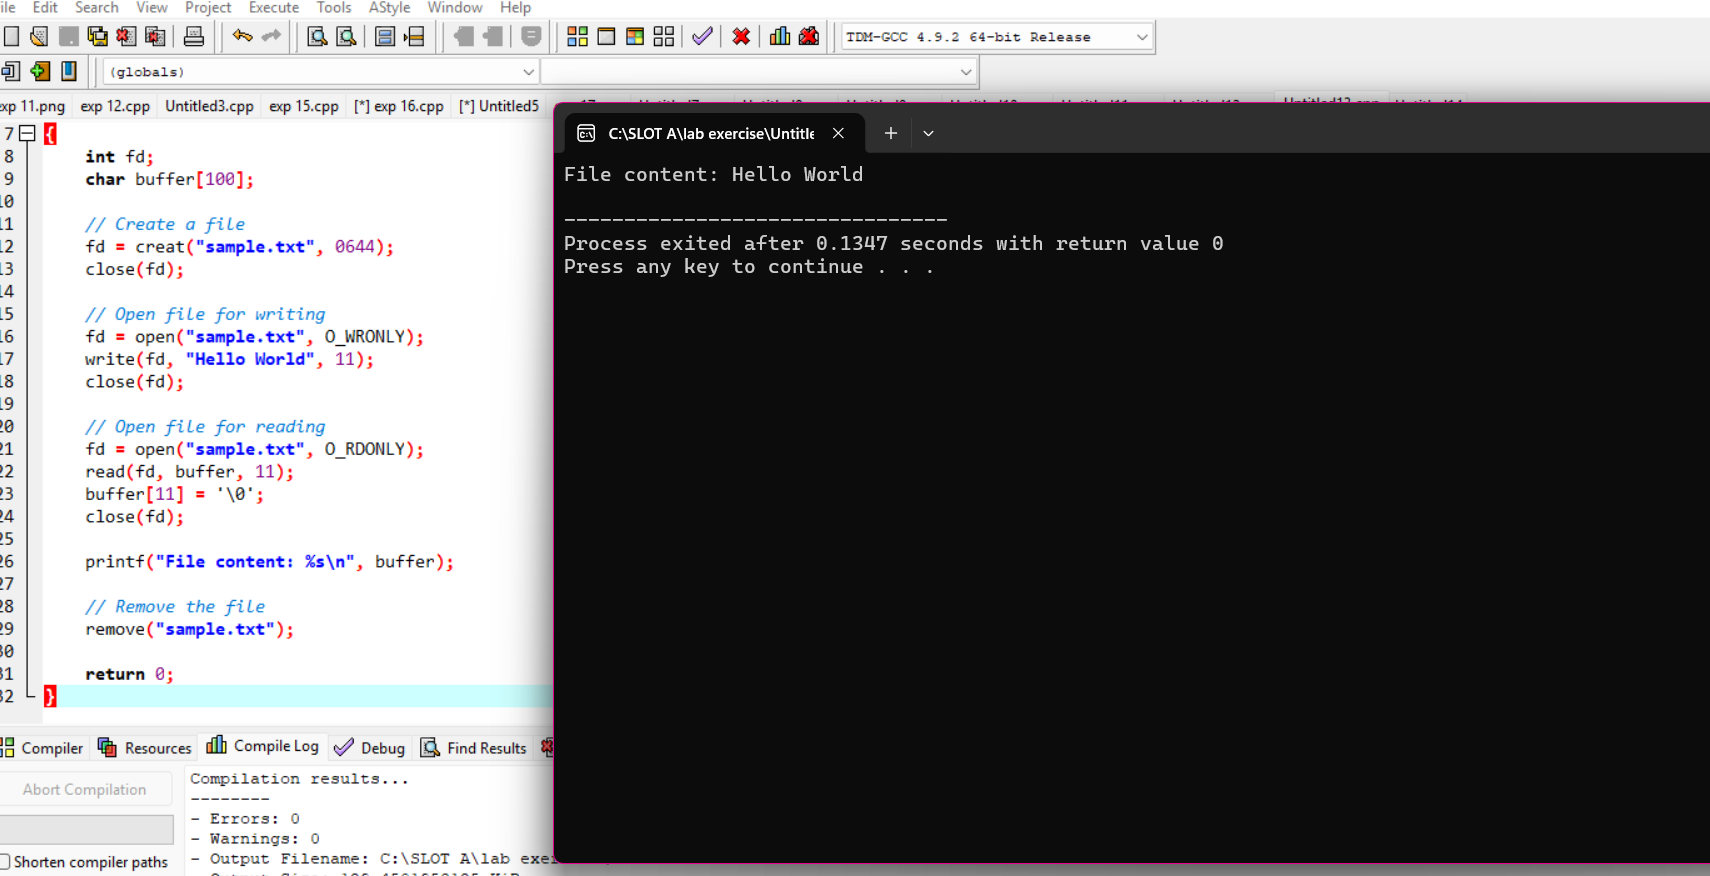 Edit Search View Project Execute Tools AStyle Window Help
TDM-GCC 4.9.2 64-bit Release
(globals)
exp 11.png exp 12.cpp Untitled3.cpp exp 15.cpp [*] exp 16.cpp [*] Untitled5
C:\SLOT A\lab exercise\Untitle
7 {
8 int fd;
9 char buffer[100];
10
11 // Create a file
12 fd = creat("sample.txt", 0644);
13 close(fd);
14
15 // Open file for writing
16 fd = open("sample.txt", O_WRONLY);
17 write(fd, "Hello World", 11);
18 close(fd);
19
20 // Open file for reading
21 fd = open("sample.txt", O_RDONLY);
22 read(fd, buffer, 11);
23 buffer[11] = '\0';
24 close(fd);
25
26 printf("File content: %s\n", buffer);
27
28 // Remove the file
29 remove("sample.txt");
30
31 return 0;
32 }
File content: Hello World
--------------------------------
Process exited after 0.1347 seconds with return value 0
Press any key to continue . . .
Compiler Resources Compile Log Debug Find Results
Abort Compilation
Shorten compiler paths
Compilation results...
--------
- Errors: 0
- Warnings: 0
- Output Filename: C:\SLOT A\lab exe